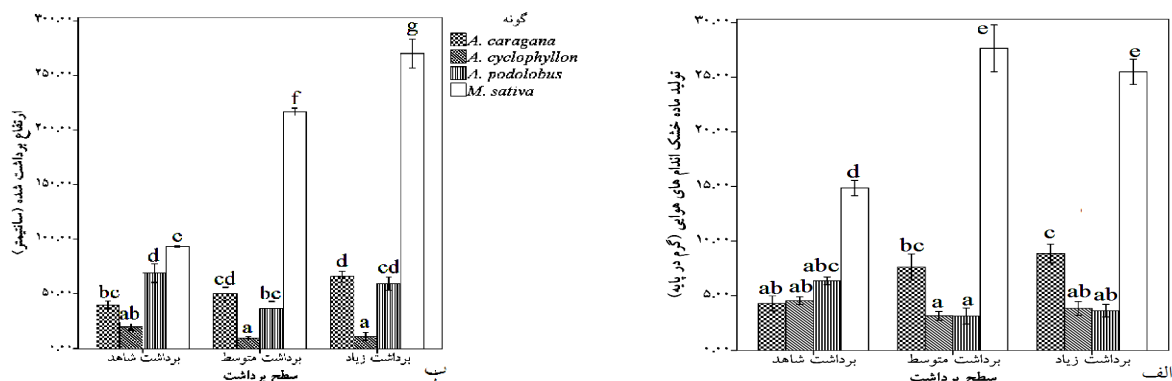 گونه
A. caragana
A. cyclophyllon
A. podolobus
M. sativa
ارتفاع برداشت شده (سانتیمتر)
۳۰۰.۰۰
۲۵۰.۰۰
۲۰۰.۰۰
۱۵۰.۰۰
۱۰۰.۰۰
۵۰.۰۰
.۰۰
bc ab d c
cd a bc f
d a cd g
برداشت شاهد برداشت متوسط برداشت زیاد
سطح برداشت
ب
تولید ماده خشک اندام های هوایی (گرم در پایه)
۳۰.۰۰
۲۵.۰۰
۲۰.۰۰
۱۵.۰۰
۱۰.۰۰
۵.۰۰
.۰۰
ab ab abc d
bc a a e
c ab ab e
برداشت شاهد برداشت متوسط برداشت زیاد
سطح برداشت
الف